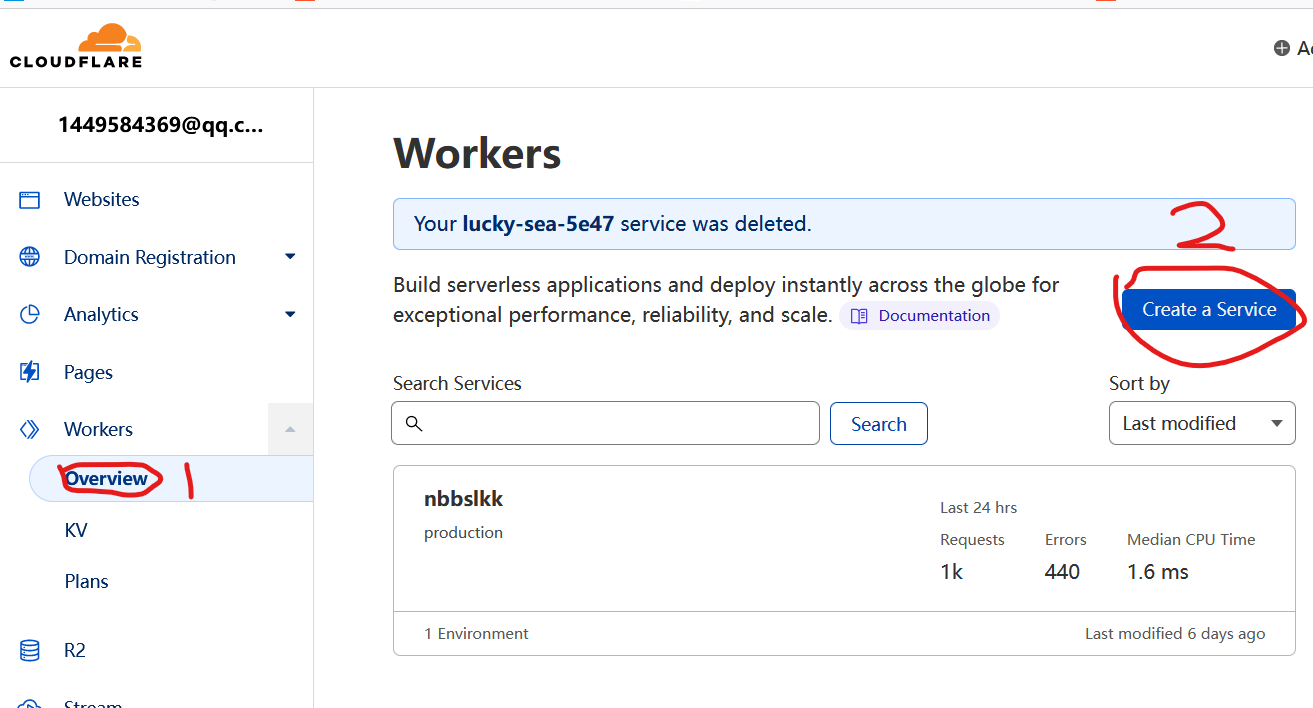 CLOUDFLARE
1449584369@qq.c...
Websites
Domain Registration
Analytics
Pages
Workers
Overview 1
KV
Plans
R2
Workers
Your lucky-sea-5e47 service was deleted.
2
Build serverless applications and deploy instantly across the globe for
exceptional performance, reliability, and scale. Documentation
Create a Service
Search Services
Search
Sort by
Last modified
nbbslkk
production
Last 24 hrs
Requests Errors Median CPU Time
1k 440 1.6 ms
1 Environment
Last modified 6 days ago